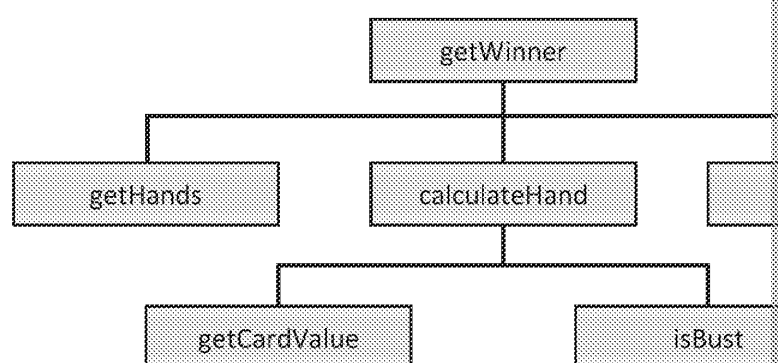 getWinner
getHands
calculateHand
getCardValue
isBust